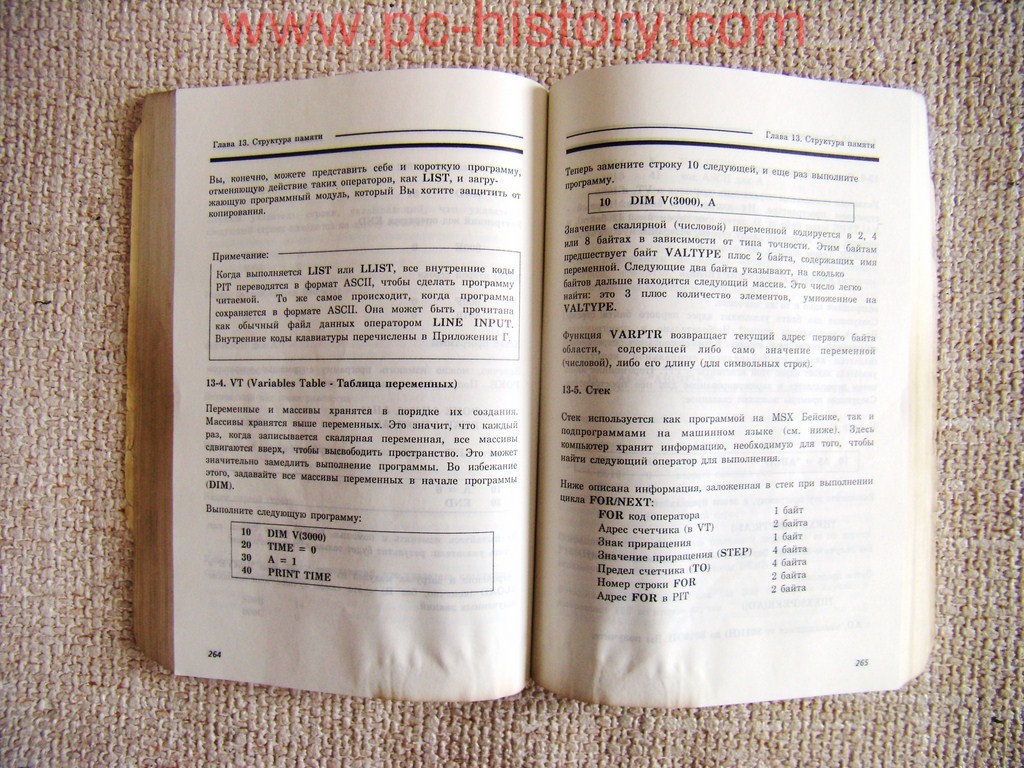 www.pc-history.com
Глава 13. Структура памяти
Вы, конечно, можете представить себе и короткую программу,
отменяющую действие таких операторов, как LIST, и загру-
жающую программный модуль, который Вы хотите защитить от
копирования.
Примечание:
Когда выполняется LIST или LLIST, все внутренние коды
PIT переводятся в формат ASCII, чтобы сделать программу
читаемой. То же самое происходит, когда программа
сохраняется в формате ASCII. Она может быть прочитана
как обычный файл данных оператором LINE INPUT.
Внутренние коды клавиатуры перечислены в Приложении Г.
13-4. VT (Variables Table - Таблица переменных)
Переменные и массивы хранятся в порядке их создания.
Массивы хранятся выше переменных. Это значит, что каждый
раз, когда записывается скалярная переменная, все массивы
сдвигаются вверх, чтобы высвободить пространство. Это может
значительно замедлить выполнение программы. Во избежание
этого, задавайте все массивы переменных в начале программы
(DIM).
Выполните следующую программу:
10 DIM V(3000)
20 TIME = 0
30 A = 1
40 PRINT TIME
264
Глава 13. Структура памяти
Теперь замените строку 10 следующей, и еще раз выполните
программу.
10 DIM V(3000), A
Значение скалярной (числовой) переменной кодируется в 2, 4
или 8 байтах в зависимости от типа точности. Этим байтам
предшествует байт VALTYPE плюс 2 байта, содержащих имя
переменной. Следующие два байта указывают, на сколько
байтов дальше находится следующий массив. Это число легко
найти: это 3 плюс количество элементов, умноженное на
VALTYPE.
Функция VARPTR возвращает текущий адрес первого байта
области, содержащей либо само значение переменной
(числовой), либо его длину (для символьных строк).
13-5. Стек
Стек используется как программой на MSX Бейсике, так и
подпрограммами на машинном языке (см. ниже). Здесь
компьютер хранит информацию, необходимую для того, чтобы
найти следующий оператор для выполнения.
Ниже описана информация, заложенная в стек при выполнении
цикла FOR/NEXT:
FOR код оператора 1 байт
Адрес счетчика (в VT) 2 байта
Знак приращения 1 байт
Значение приращения (STEP) 4 байта
Предел счетчика (TO) 4 байта
Номер строки FOR 2 байта
Адрес FOR в PIT 2 байта
265